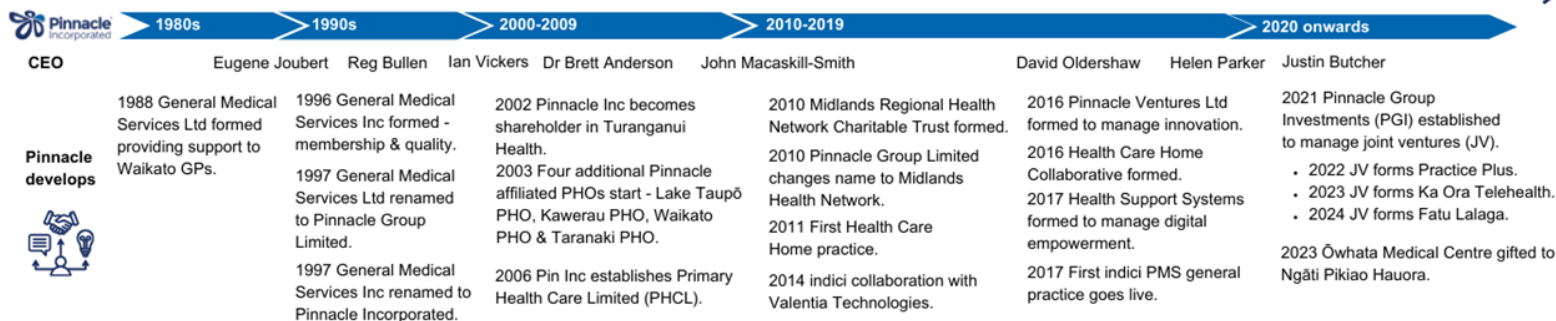 Pinnacle
Incorporated
1980s
1990s
2000-2009
2010-2019
2020 onwards
CEO
Eugene Joubert
Reg Bullen
Ian Vickers
Dr Brett Anderson
John Macaskill-Smith
David Oldershaw
Helen Parker
Justin Butcher
Pinnacle
develops
1988 General Medical
Services Ltd formed
providing support to
Waikato GPs.
1996 General Medical
Services Inc formed -
membership & quality.
1997 General Medical
Services Ltd renamed
to Pinnacle Group
Limited.
1997 General Medical
Services Inc renamed to
Pinnacle Incorporated.
2002 Pinnacle Inc becomes
shareholder in Turanganui
Health.
2003 Four additional Pinnacle
affiliated PHOs start - Lake Taupō
PHO, Kawerau PHO, Waikato
PHO & Taranaki PHO.
2006 Pin Inc establishes Primary
Health Care Limited (PHCL).
2010 Midlands Regional Health
Network Charitable Trust formed.
2010 Pinnacle Group Limited
changes name to Midlands
Health Network.
2011 First Health Care
Home practice.
2014 indici collaboration with
Valentia Technologies.
2016 Pinnacle Ventures Ltd
formed to manage innovation.
2016 Health Care Home
Collaborative formed.
2017 Health Support Systems
formed to manage digital
empowerment.
2017 First indici PMS general
practice goes live.
2021 Pinnacle Group
Investments (PGI) established
to manage joint ventures (JV).
• 2022 JV forms Practice Plus.
• 2023 JV forms Ka Ora Telehealth.
• 2024 JV forms Fatu Lalaga.
2023 Ōwhata Medical Centre gifted to
Ngāti Pikiao Hauora.